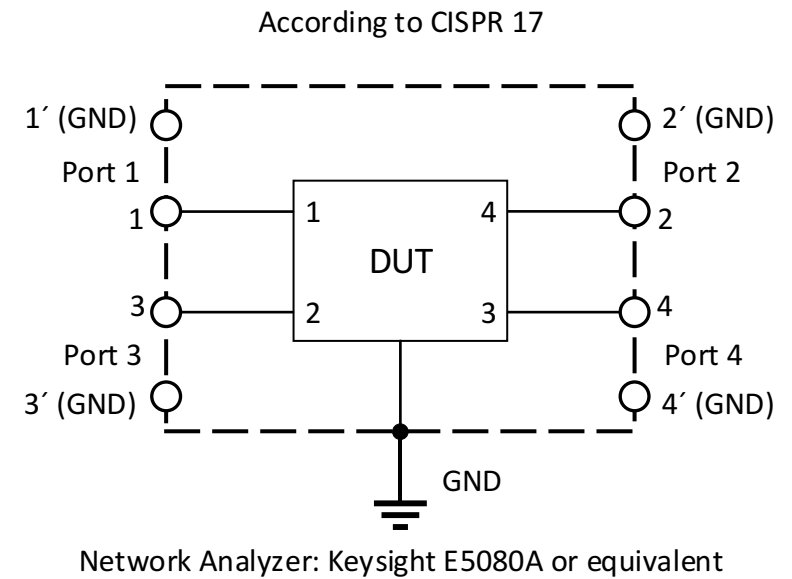 According to CISPR 17
1´ (GND)
2´ (GND)
Port 1
Port 2
1
1
4
2
DUT
3
2
3
4
Port 3
Port 4
3´ (GND)
4´ (GND)
GND
Network Analyzer: Keysight E5080A or equivalent